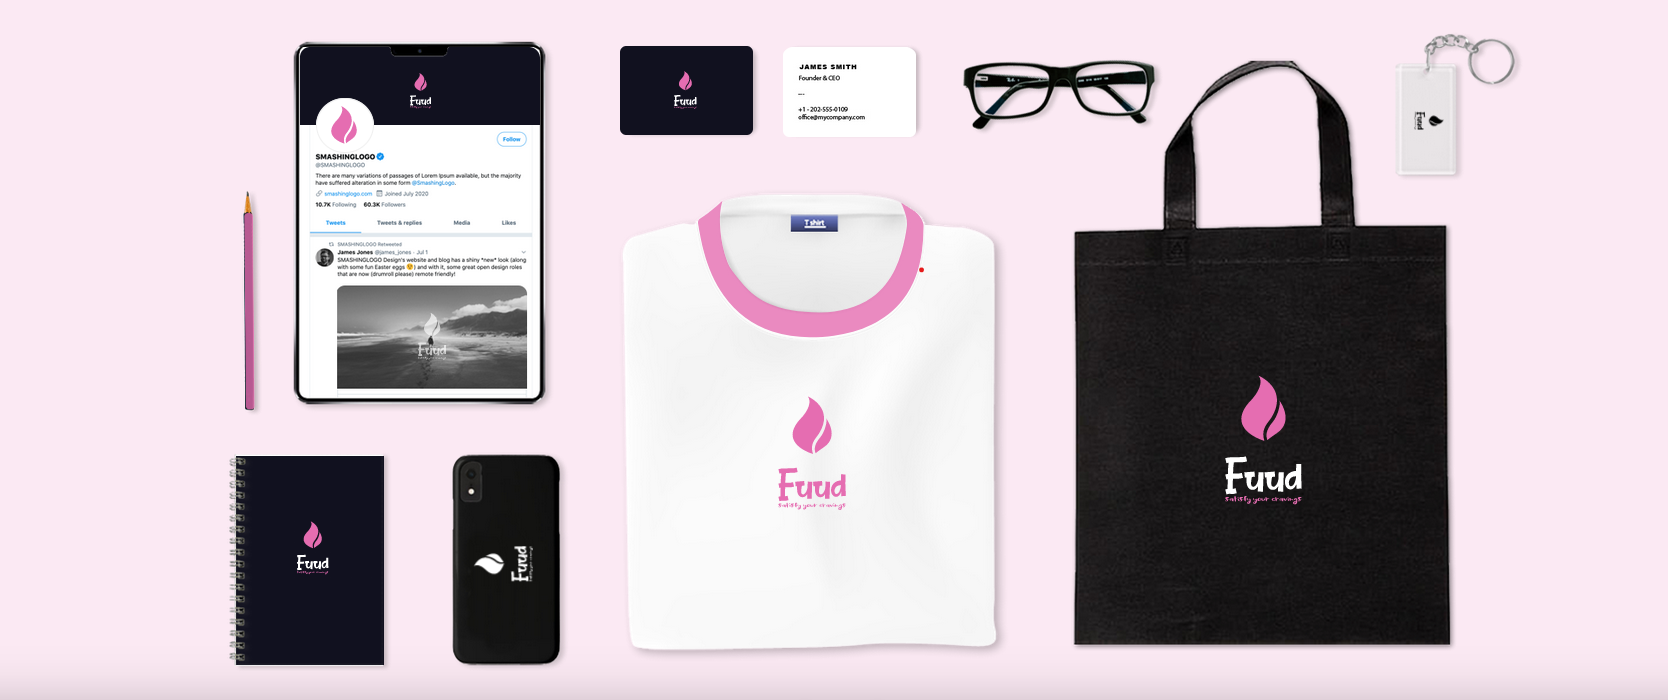 Fuud
SMASHINGLOGO
@SMASHINGLOGO
Follow
There are many variations of passages of Lorem Ipsum available, but the majority
have suffered alteration in some form @SmashingLogo.
smashinglogo.com Joined July 2020
10.7K Following 60.3K Followers
Tweets Tweets & replies Media Likes
SMASHINGLOGO Retweeted
James Jones @james_jones - Jul 1
SMASHINGLOGO Design's website and blog has a shiny *new* look (along
with some fun Easter eggs 😯) and with it, some great open design roles
that are now (drumroll please) remote friendly!
Fuud
Fuud
JAMES SMITH
Founder & CEO
---
+1 - 202-555-0109
office@mycompany.com
Fuud
T shirt
Fuud
satisfy your cravings
Fuud
satisfy your cravings
Fuud
Fuud